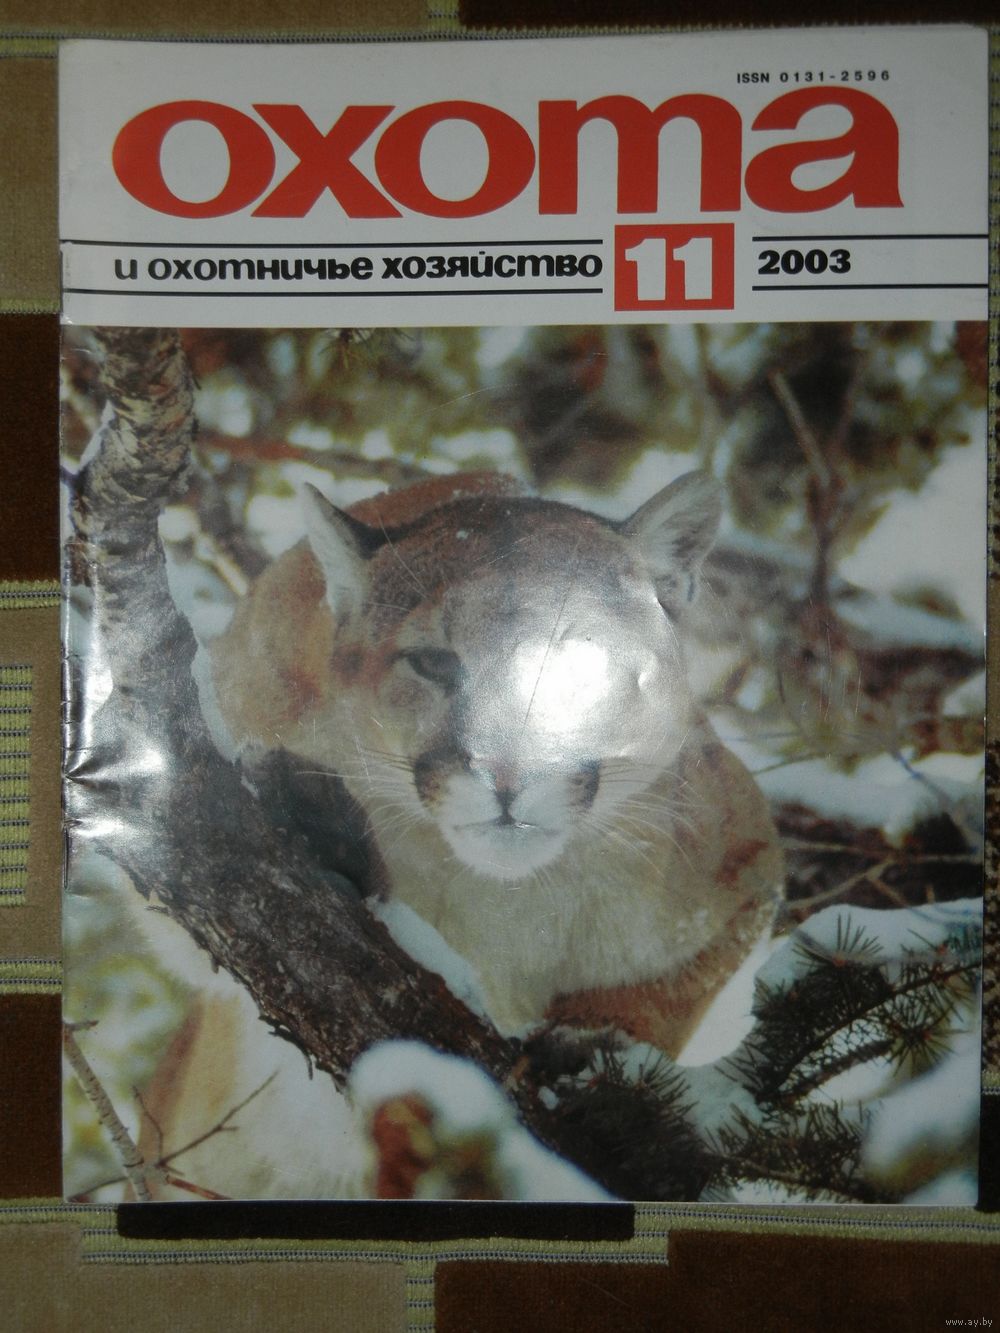 ISSN 0131-2596
охота
и охотничье хозяйство 11 2003
www.ay.by